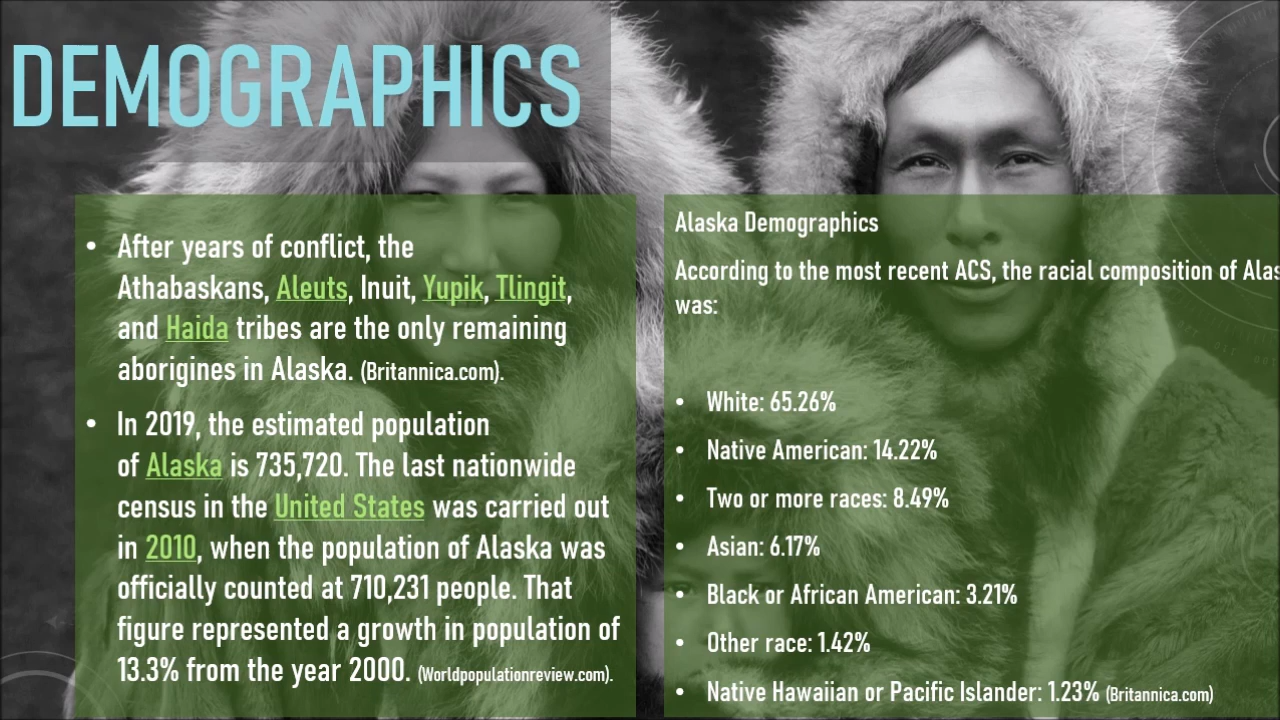 DEMOGRAPHICS
• After years of conflict, the
Athabaskans, Aleuts, Inuit, Yupik, Tlingit,
and Haida tribes are the only remaining
aborigines in Alaska. (Britannica.com).
• In 2019, the estimated population
of Alaska is 735,720. The last nationwide
census in the United States was carried out
in 2010, when the population of Alaska was
officially counted at 710,231 people. That
figure represented a growth in population of
13.3% from the year 2000. (Worldpopulationreview.com).
Alaska Demographics
According to the most recent ACS, the racial composition of Alas
was:
• White: 65.26%
• Native American: 14.22%
• Two or more races: 8.49%
• Asian: 6.17%
• Black or African American: 3.21%
• Other race: 1.42%
• Native Hawaiian or Pacific Islander: 1.23% (Britannica.com)